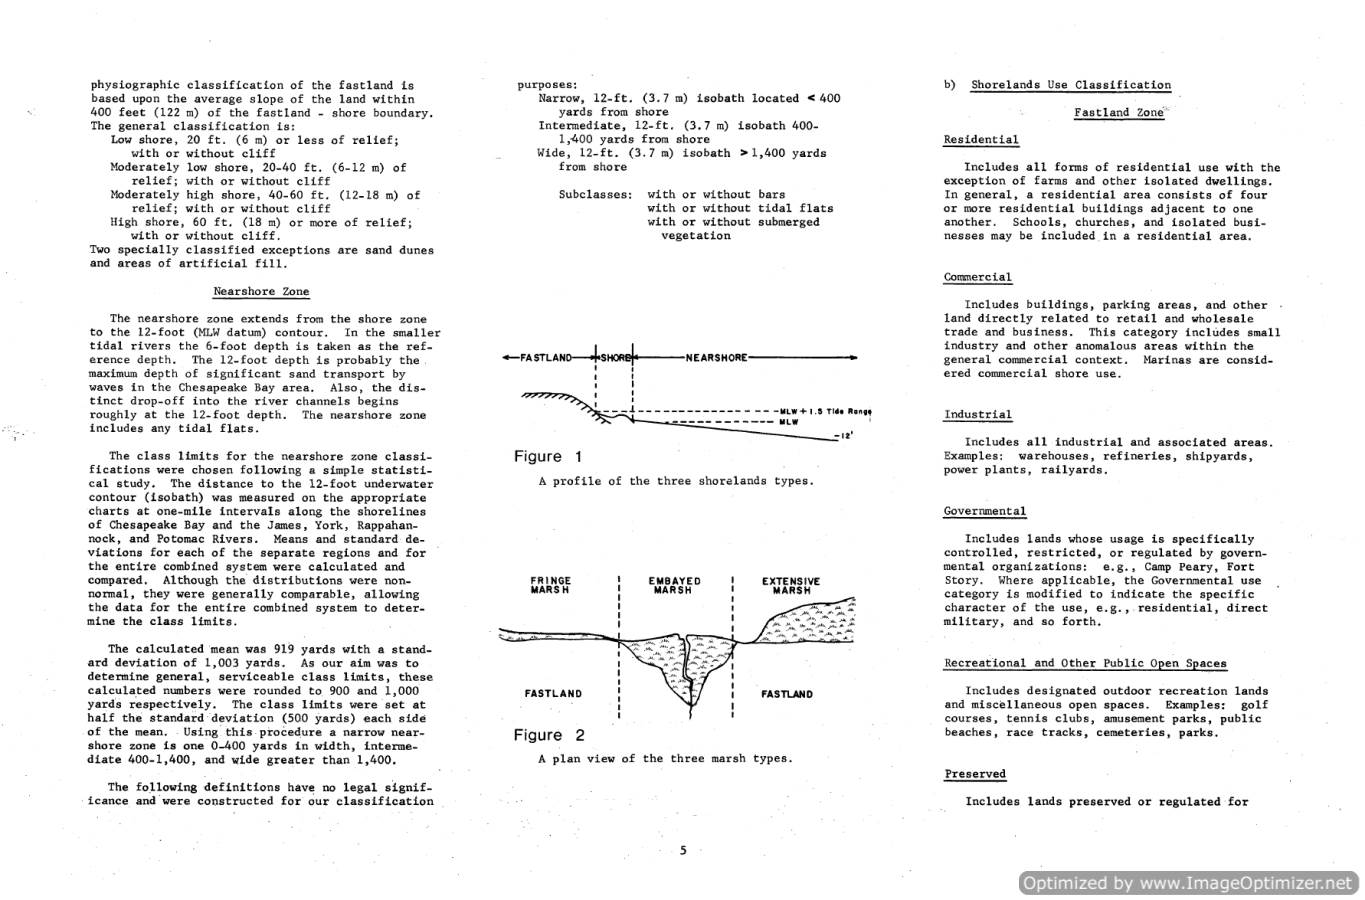 physiographic classification of the fastland is
based upon the average slope of the land within
400 feet (122 m) of the fastland - shore boundary.
The general classification is:
Low shore, 20 ft. (6 m) or less of relief;
with or without cliff
Moderately low shore, 20-40 ft. (6-12 m) of
relief; with or without cliff
Moderately high shore, 40-60 ft. (12-18 m) of
relief; with or without cliff
High shore, 60 ft. (18 m) or more of relief;
with or without cliff.
Two specially classified exceptions are sand dunes
and areas of artificial fill.
Nearshore Zone
The nearshore zone extends from the shore zone
to the 12-foot (MLW datum) contour. In the smaller
tidal rivers the 6-foot depth is taken as the ref-
erence depth. The 12-foot depth is probably the
maximum depth of significant sand transport by
waves in the Chesapeake Bay area. Also, the dis-
tinct drop-off into the river channels begins
roughly at the 12-foot depth. The nearshore zone
includes any tidal flats.
The class limits for the nearshore zone classi-
fications were chosen following a simple statisti-
cal study. The distance to the 12-foot underwater
contour (isobath) was measured on the appropriate
charts at one-mile intervals along the shorelines
of Chesapeake Bay and the James, York, Rappahan-
nock, and Potomac Rivers. Means and standard de-
viations for each of the separate regions and for
the entire combined system were calculated and
compared. Although the distributions were non-
normal, they were generally comparable, allowing
the data for the entire combined system to deter-
mine the class limits.
The calculated mean was 919 yards with a stand-
ard deviation of 1,003 yards. As our aim was to
determine general, serviceable class limits, these
calculated numbers were rounded to 900 and 1,000
yards respectively. The class limits were set at
half the standard deviation (500 yards) each side
of the mean. Using this procedure a narrow near-
shore zone is one 0-400 yards in width, interme-
diate 400-1,400, and wide greater than 1,400.
The following definitions have no legal signif-
icance and were constructed for our classification
purposes:
Narrow, 12-ft. (3.7 m) isobath located < 400
yards from shore
Intermediate, 12-ft. (3.7 m) isobath 400-
1,400 yards from shore
Wide, 12-ft. (3.7 m) isobath > 1,400 yards
from shore
Subclasses: with or without bars
with or without tidal flats
with or without submerged
vegetation
FASTLAND SHORE NEARSHORE
MLW + 1.5 Tide Range
MLW
-12'
Figure 1
A profile of the three shorelands types.
FRINGE MARSH
EMBAYED MARSH
EXTENSIVE MARSH
FASTLAND
FASTLAND
Figure 2
A plan view of the three marsh types.
b) Shorelands Use Classification
Fastland Zone
Residential
Includes all forms of residential use with the
exception of farms and other isolated dwellings.
In general, a residential area consists of four
or more residential buildings adjacent to one
another. Schools, churches, and isolated busi-
nesses may be included in a residential area.
Commercial
Includes buildings, parking areas, and other
land directly related to retail and wholesale
trade and business. This category includes small
industry and other anomalous areas within the
general commercial context. Marinas are consid-
ered commercial shore use.
Industrial
Includes all industrial and associated areas.
Examples: warehouses, refineries, shipyards,
power plants, railyards.
Governmental
Includes lands whose usage is specifically
controlled, restricted, or regulated by govern-
mental organizations: e.g., Camp Peary, Fort
Story. Where applicable, the Governmental use
category is modified to indicate the specific
character of the use, e.g., residential, direct
military, and so forth.
Recreational and Other Public Open Spaces
Includes designated outdoor recreation lands
and miscellaneous open spaces. Examples: golf
courses, tennis clubs, amusement parks, public
beaches, race tracks, cemeteries, parks.
Preserved
Includes lands preserved or regulated for
5
Optimized by www.ImageOptimizer.net